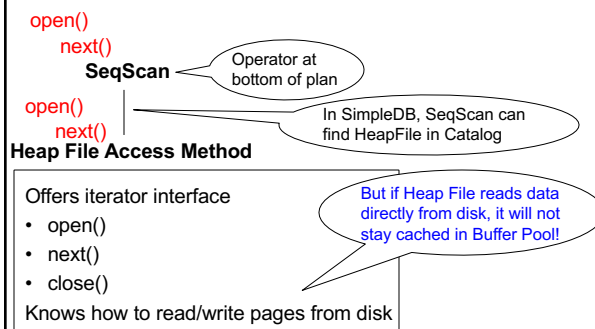 open()
next()
SeqScan
Operator at
bottom of plan
open()
next()
In SimpleDB, SeqScan can
find HeapFile in Catalog
Heap File Access Method
Offers iterator interface
• open()
• next()
• close()
Knows how to read/write pages from disk
But if Heap File reads data
directly from disk, it will not
stay cached in Buffer Pool!